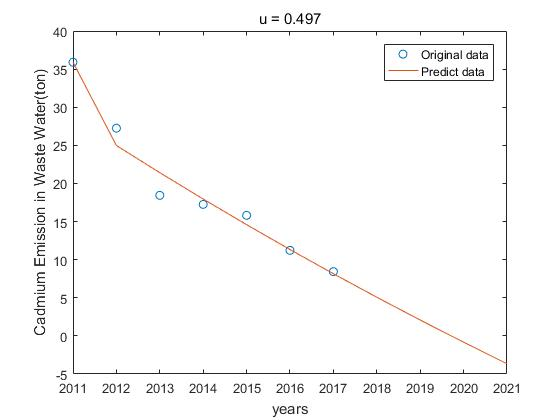 u = 0.497
40
35
30
25
20
15
10
5
0
-5
Cadmium Emission in Waste Water(ton)
Original data
Predict data
2011 2012 2013 2014 2015 2016 2017 2018 2019 2020 2021
years